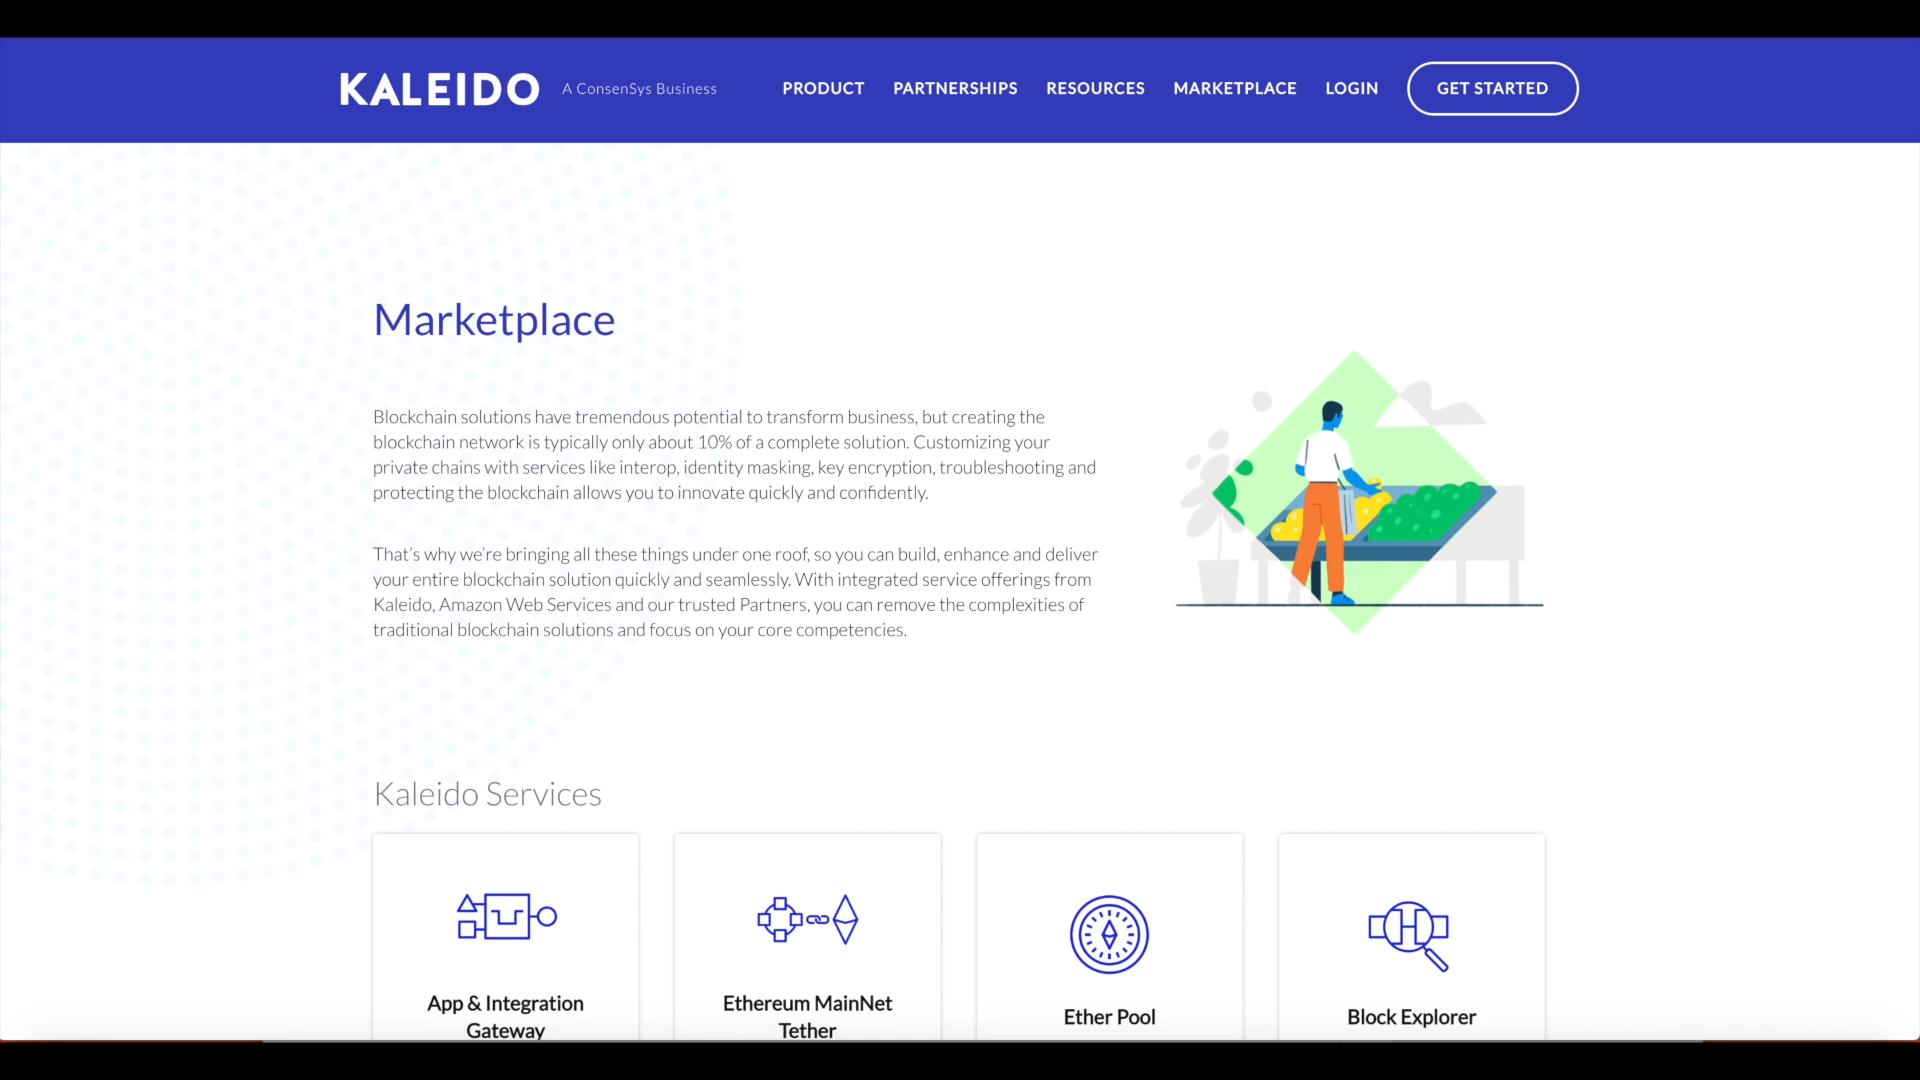 KALEIDO A ConsenSys Business PRODUCT PARTNERSHIPS RESOURCES MARKETPLACE LOGIN GET STARTED
Marketplace
Blockchain solutions have tremendous potential to transform business, but creating the
blockchain network is typically only about 10% of a complete solution. Customizing your
private chains with services like interop, identity masking, key encryption, troubleshooting and
protecting the blockchain allows you to innovate quickly and confidently.
That’s why we’re bringing all these things under one roof, so you can build, enhance and deliver
your entire blockchain solution quickly and seamlessly. With integrated service offerings from
Kaleido, Amazon Web Services and our trusted Partners, you can remove the complexities of
traditional blockchain solutions and focus on your core competencies.
Kaleido Services
App & Integration
Gateway
Ethereum MainNet
Tether
Ether Pool
Block Explorer